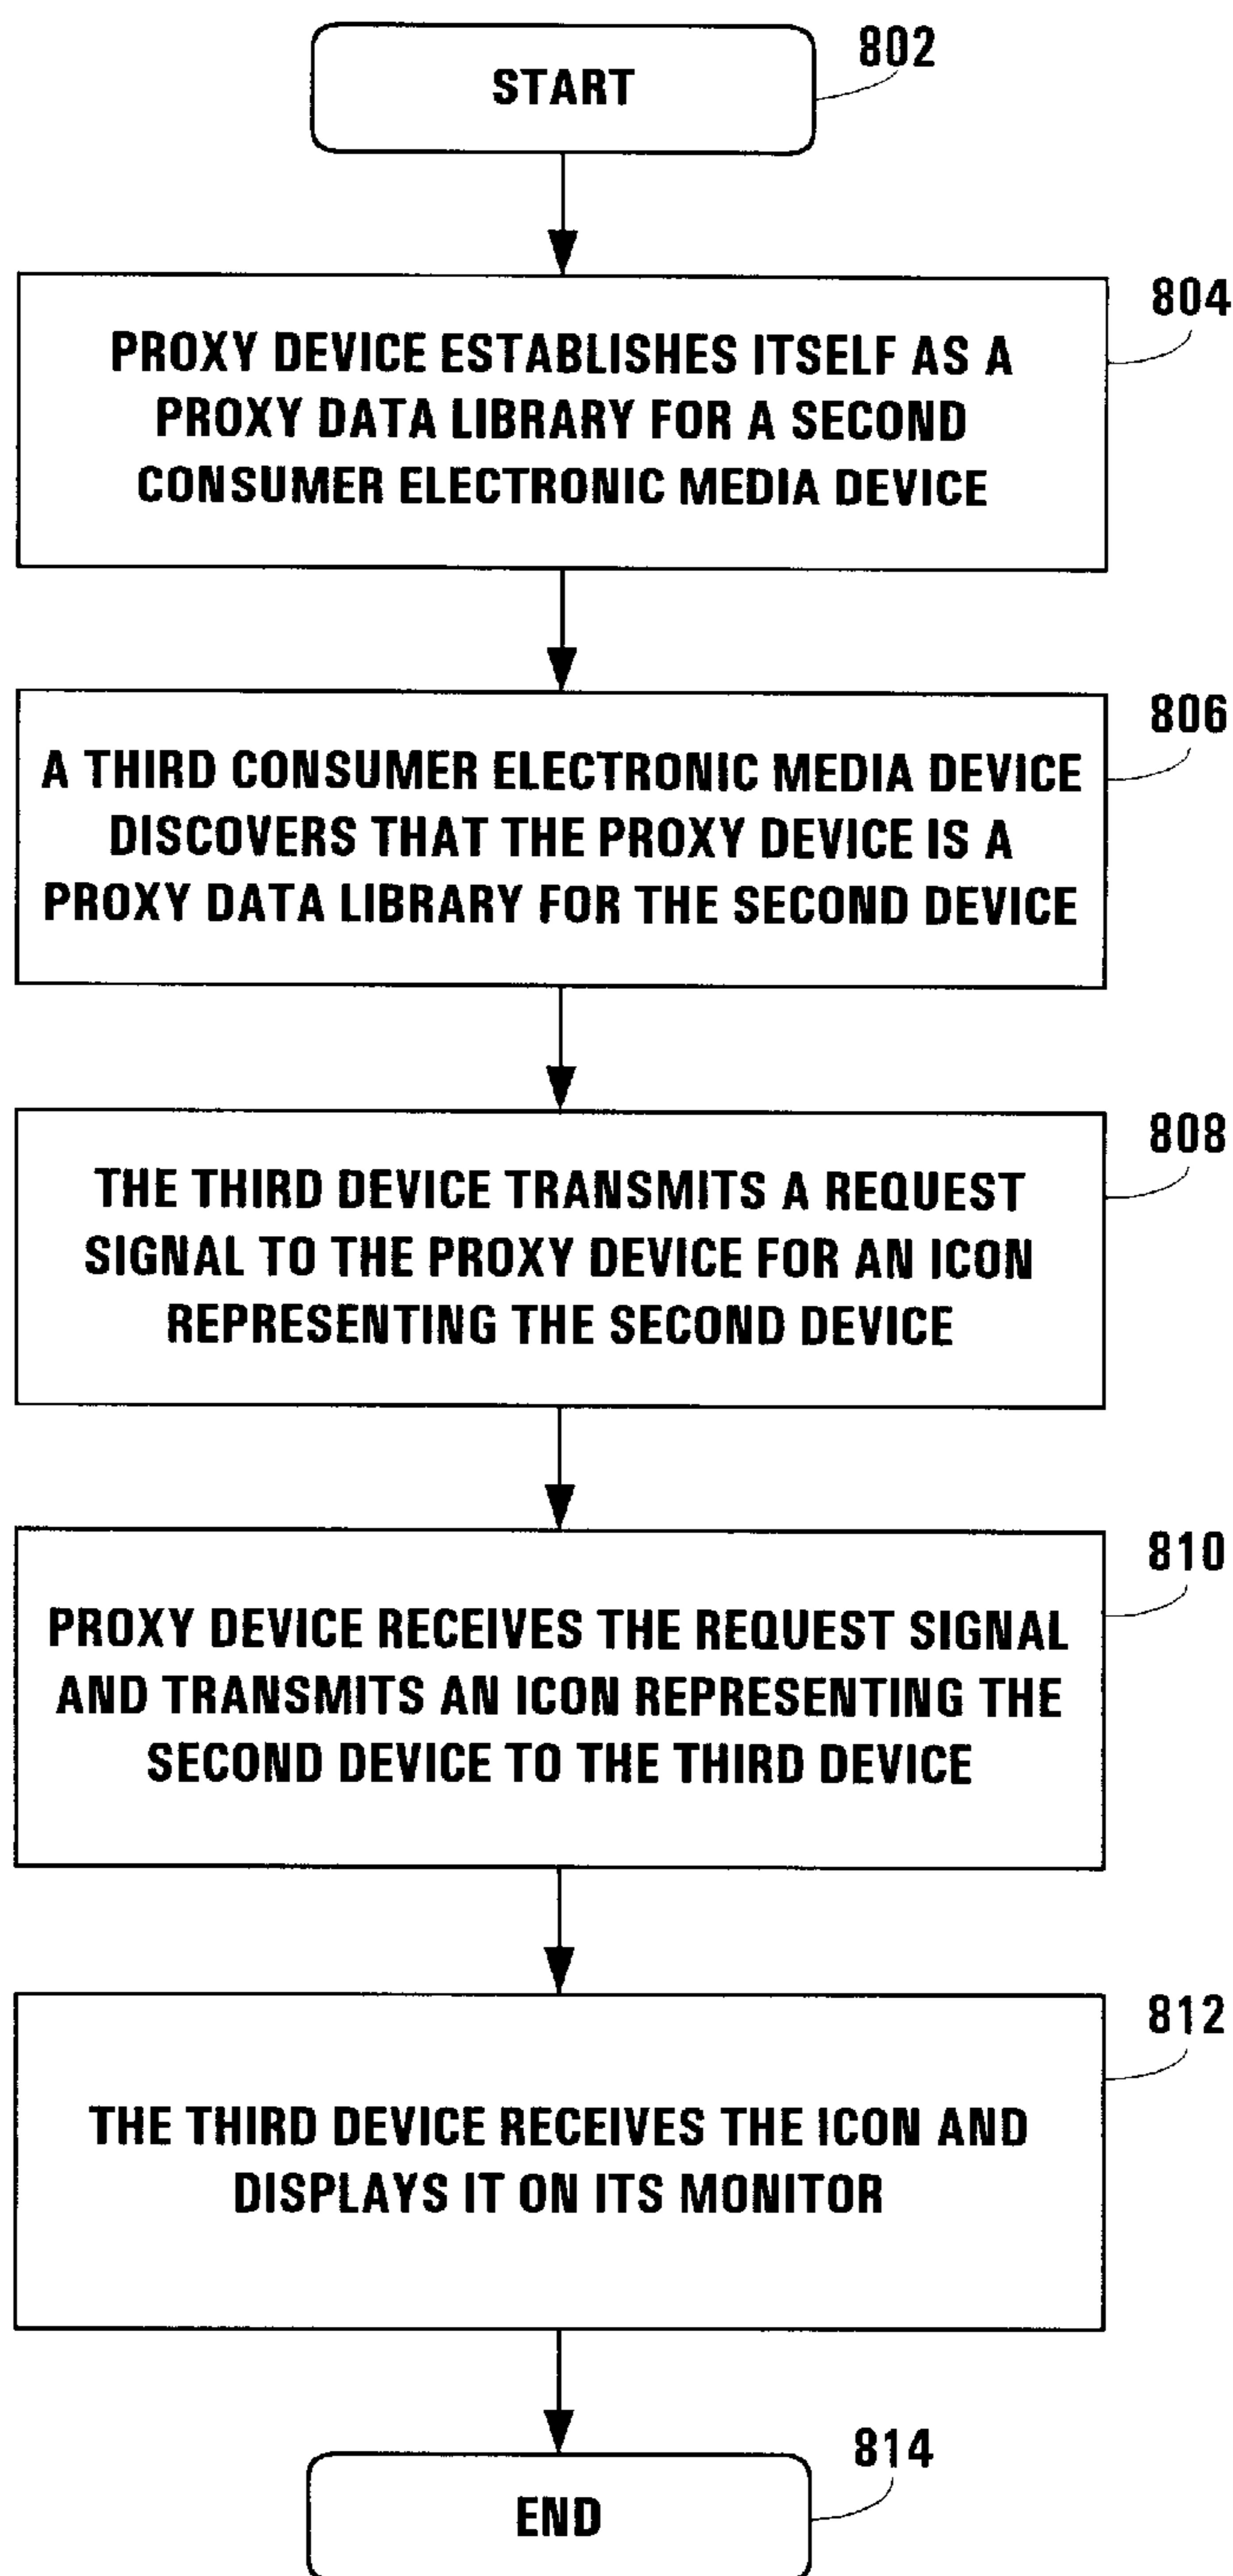 START
802
804
PROXY DEVICE ESTABLISHES ITSELF AS A
PROXY DATA LIBRARY FOR A SECOND
CONSUMER ELECTRONIC MEDIA DEVICE
806
A THIRD CONSUMER ELECTRONIC MEDIA DEVICE
DISCOVERS THAT THE PROXY DEVICE IS A
PROXY DATA LIBRARY FOR THE SECOND DEVICE
808
THE THIRD DEVICE TRANSMITS A REQUEST
SIGNAL TO THE PROXY DEVICE FOR AN ICON
REPRESENTING THE SECOND DEVICE
810
PROXY DEVICE RECEIVES THE REQUEST SIGNAL
AND TRANSMITS AN ICON REPRESENTING THE
SECOND DEVICE TO THE THIRD DEVICE
812
THE THIRD DEVICE RECEIVES THE ICON AND
DISPLAYS IT ON ITS MONITOR
814
END